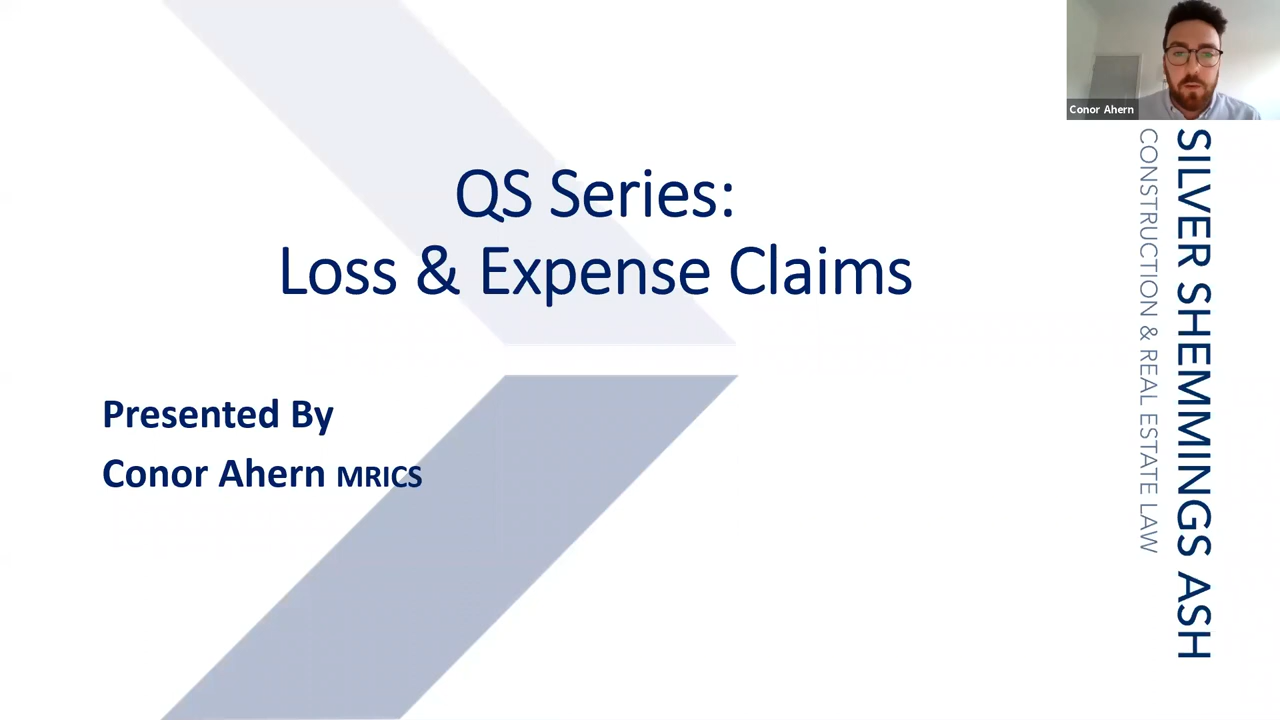 QS Series:
Loss & Expense Claims
Presented By
Conor Ahern MRICS
Conor Ahern
SILVER SHEMMINGS ASH
CONSTRUCTION & REAL ESTATE LAW